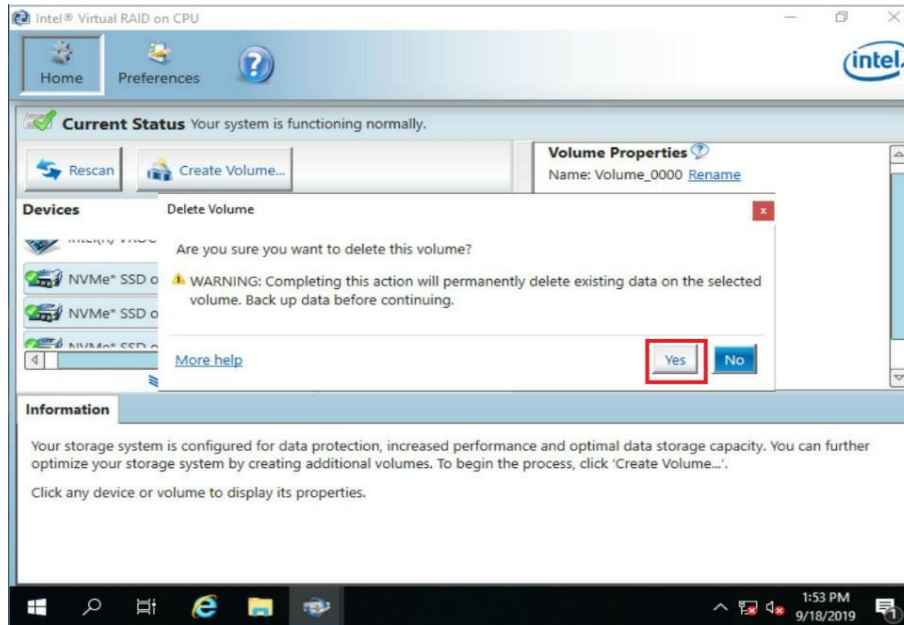 Intel® Virtual RAID on CPU
Home
Preferences
?
intel.
Current Status Your system is functioning normally.
Rescan
Create Volume...
Volume Properties ?
Name: Volume_0000 Rename
Devices
Delete Volume
x
Are you sure you want to delete this volume?
NVMe* SSD o
WARNING: Completing this action will permanently delete existing data on the selected
volume. Back up data before continuing.
NVMe* SSD o
More help
Yes
No
Information
Your storage system is configured for data protection, increased performance and optimal data storage capacity. You can further
optimize your storage system by creating additional volumes. To begin the process, click 'Create Volume...'.
Click any device or volume to display its properties.
1:53 PM
9/18/2019
1